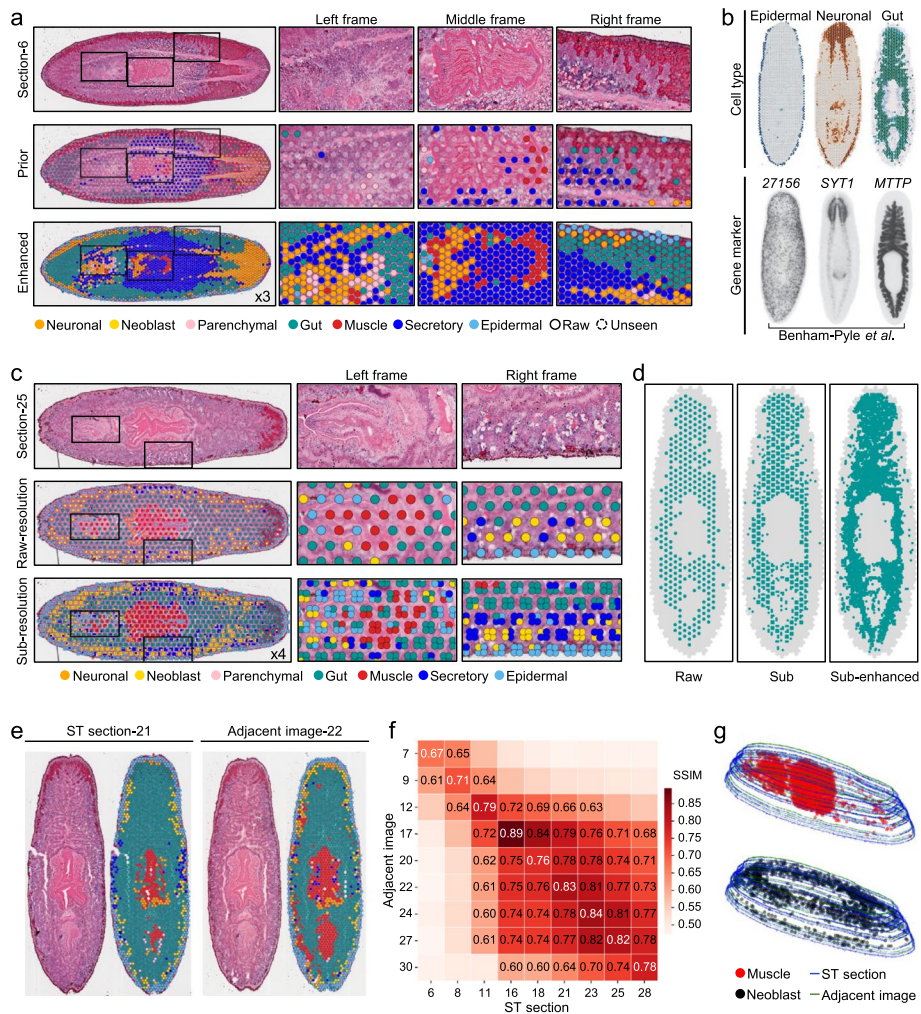 a
Left frame
Middle frame
Right frame
Section-6
Prior
Enhanced
x3
Neuronal Neoblast Parenchymal Gut Muscle Secretory Epidermal Raw Unseen
b
Epidermal Neuronal Gut
Cell type
27156 SYT1 MTTP
Gene marker
Benham-Pyle et al.
c
Left frame
Right frame
Section-25
Raw-resolution
Sub-resolution
x4
Neuronal Neoblast Parenchymal Gut Muscle Secretory Epidermal
d
Raw Sub Sub-enhanced
e
ST section-21
Adjacent image-22
f
7 0.67 0.65
9 0.61 0.71 0.64
12 0.64 0.79 0.72 0.69 0.66 0.63
17 0.72 0.89 0.84 0.79 0.76 0.71 0.68
20 0.62 0.75 0.76 0.78 0.78 0.74 0.71
22 0.61 0.75 0.76 0.83 0.81 0.77 0.73
24 0.60 0.74 0.74 0.78 0.84 0.81 0.77
27 0.61 0.74 0.74 0.77 0.82 0.82 0.78
30 0.60 0.60 0.64 0.70 0.74 0.78
6 8 11 16 18 21 23 25 28
ST section
Adjacent image
SSIM
0.85
0.80
0.75
0.70
0.65
0.60
0.55
0.50
g
Muscle ST section
Neoblast Adjacent image